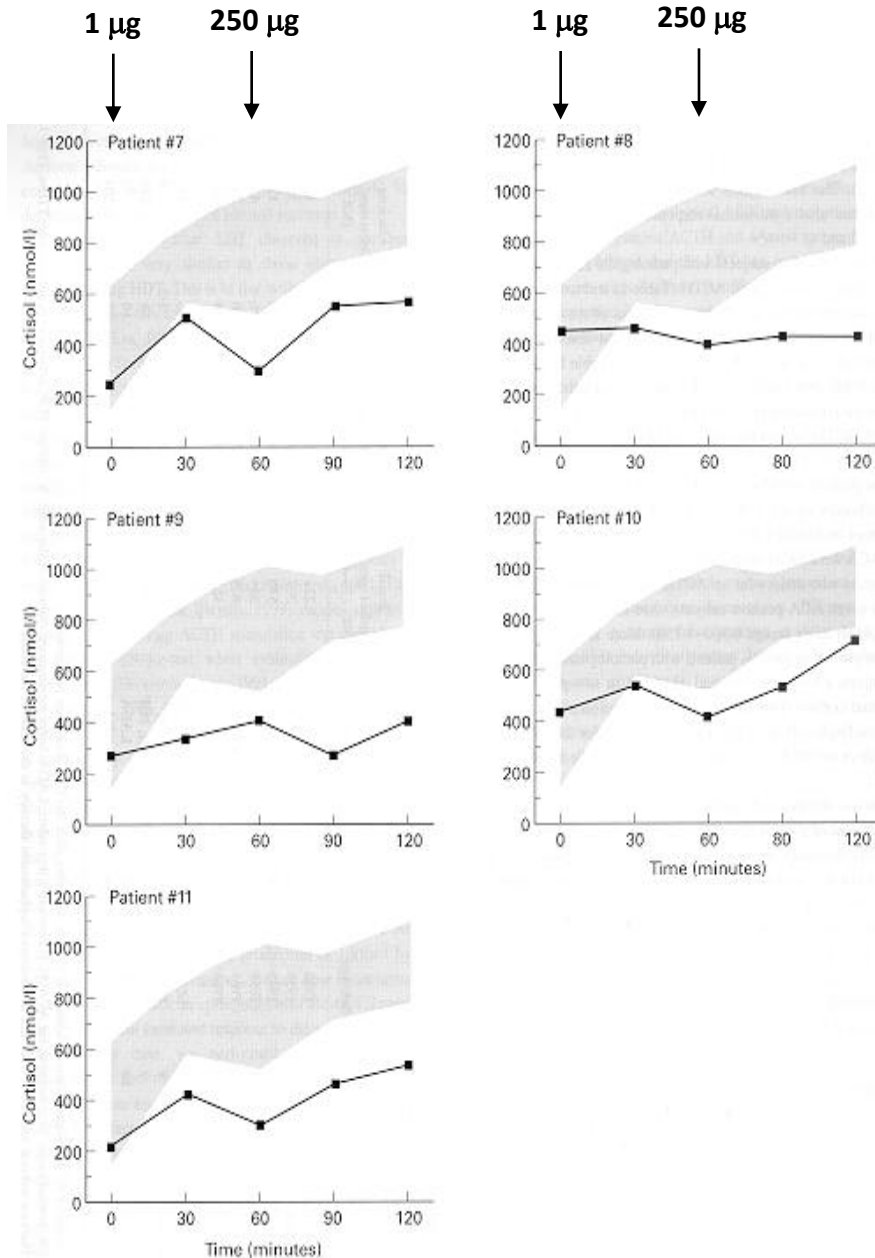 1 µg 250 µg 1 µg 250 µg
Patient #7
1200
1000
800
600
400
200
0
Cortisol (nmol/l)
0 30 60 90 120
Patient #8
1200
1000
800
600
400
200
0
0 30 60 80 120
Patient #9
1200
1000
800
600
400
200
0
Cortisol (nmol/l)
0 30 60 90 120
Patient #10
1200
1000
800
600
400
200
0
0 30 60 80 120
Time (minutes)
Patient #11
1200
1000
800
600
400
200
0
Cortisol (nmol/l)
0 30 60 90 120
Time (minutes)